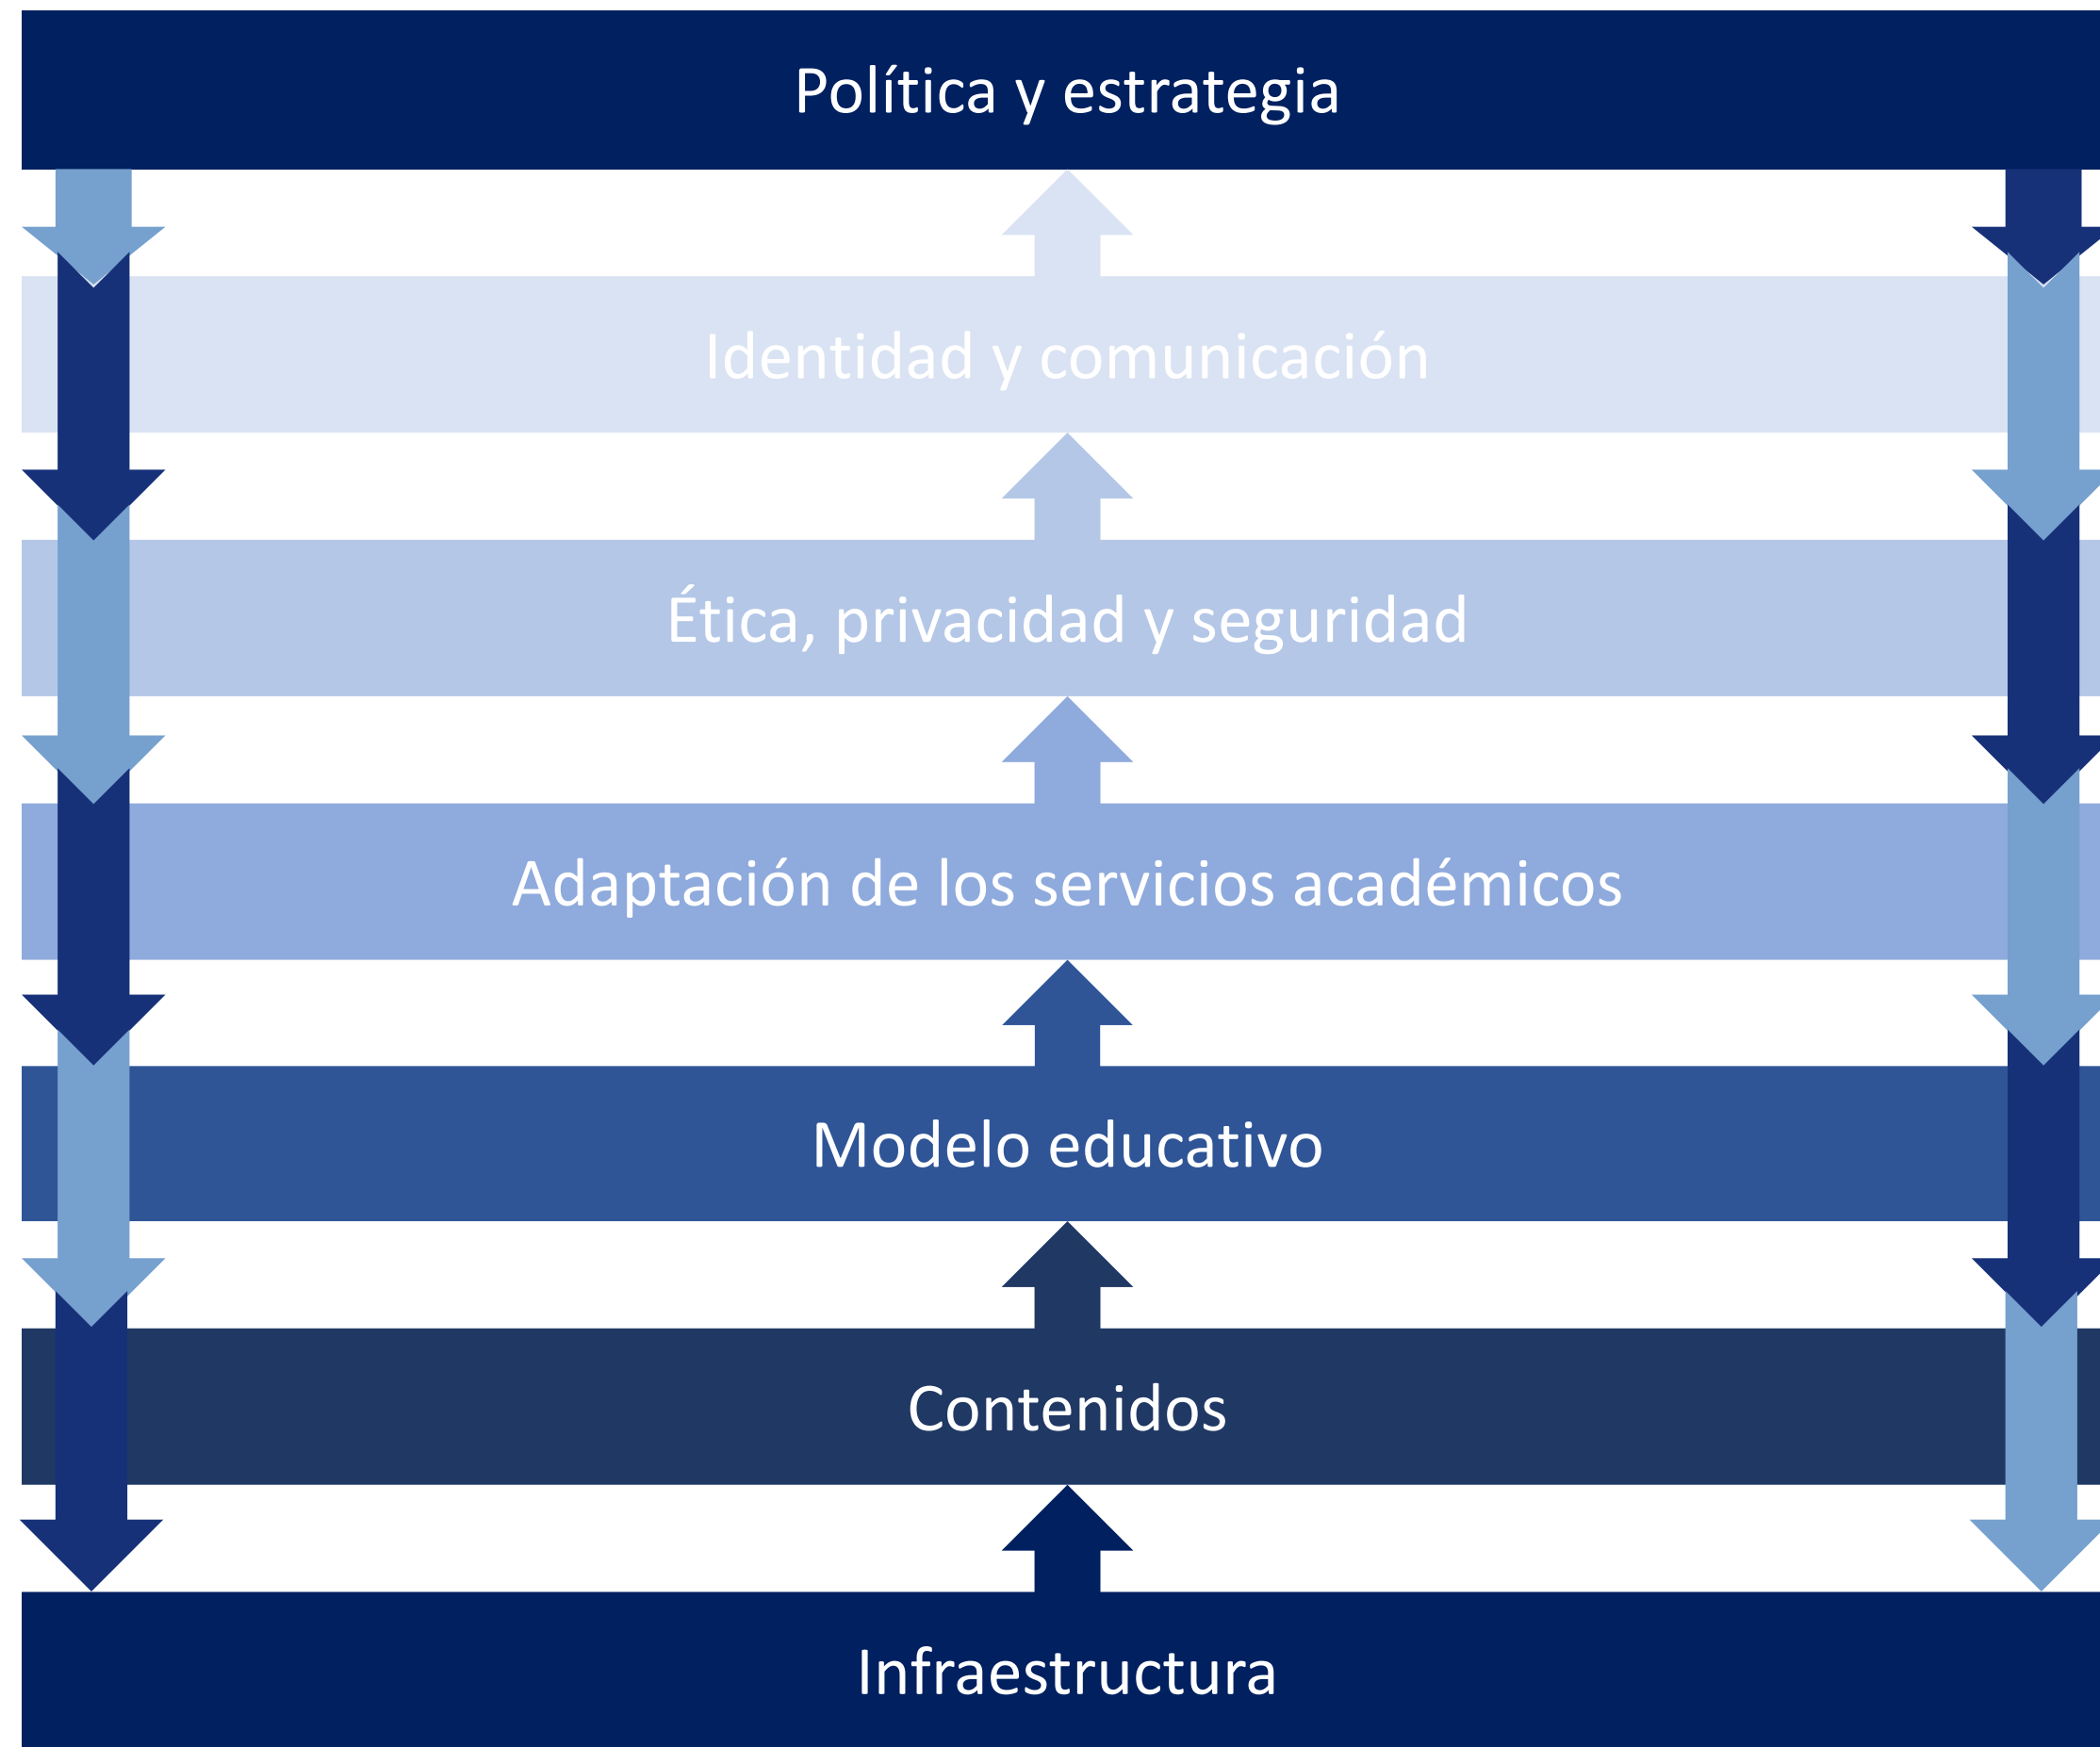 Política y estrategia
Identidad y comunicación
Ética, privacidad y seguridad
Adaptación de los servicios académicos
Modelo educativo
Contenidos
Infraestructura